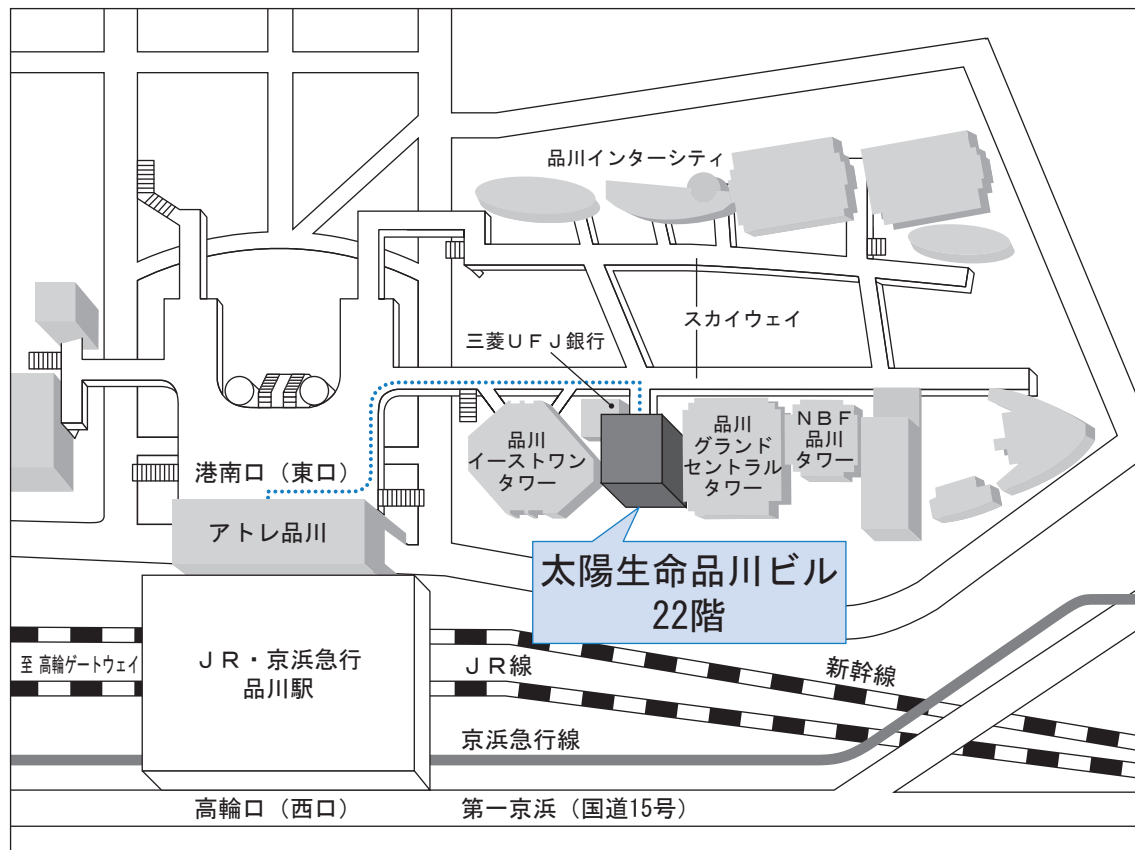 品川インターシティ
スカイウェイ
三菱ＵＦＪ銀行
品川
イーストワン
タワー
品川
グランド
セントラル
タワー
ＮＢＦ
品川
タワー
港南口（東口）
アトレ品川
太陽生命品川ビル
22階
至 高輪ゲートウェイ
ＪＲ・京浜急行
品川駅
ＪＲ線
新幹線
京浜急行線
高輪口（西口）
第一京浜（国道15号）